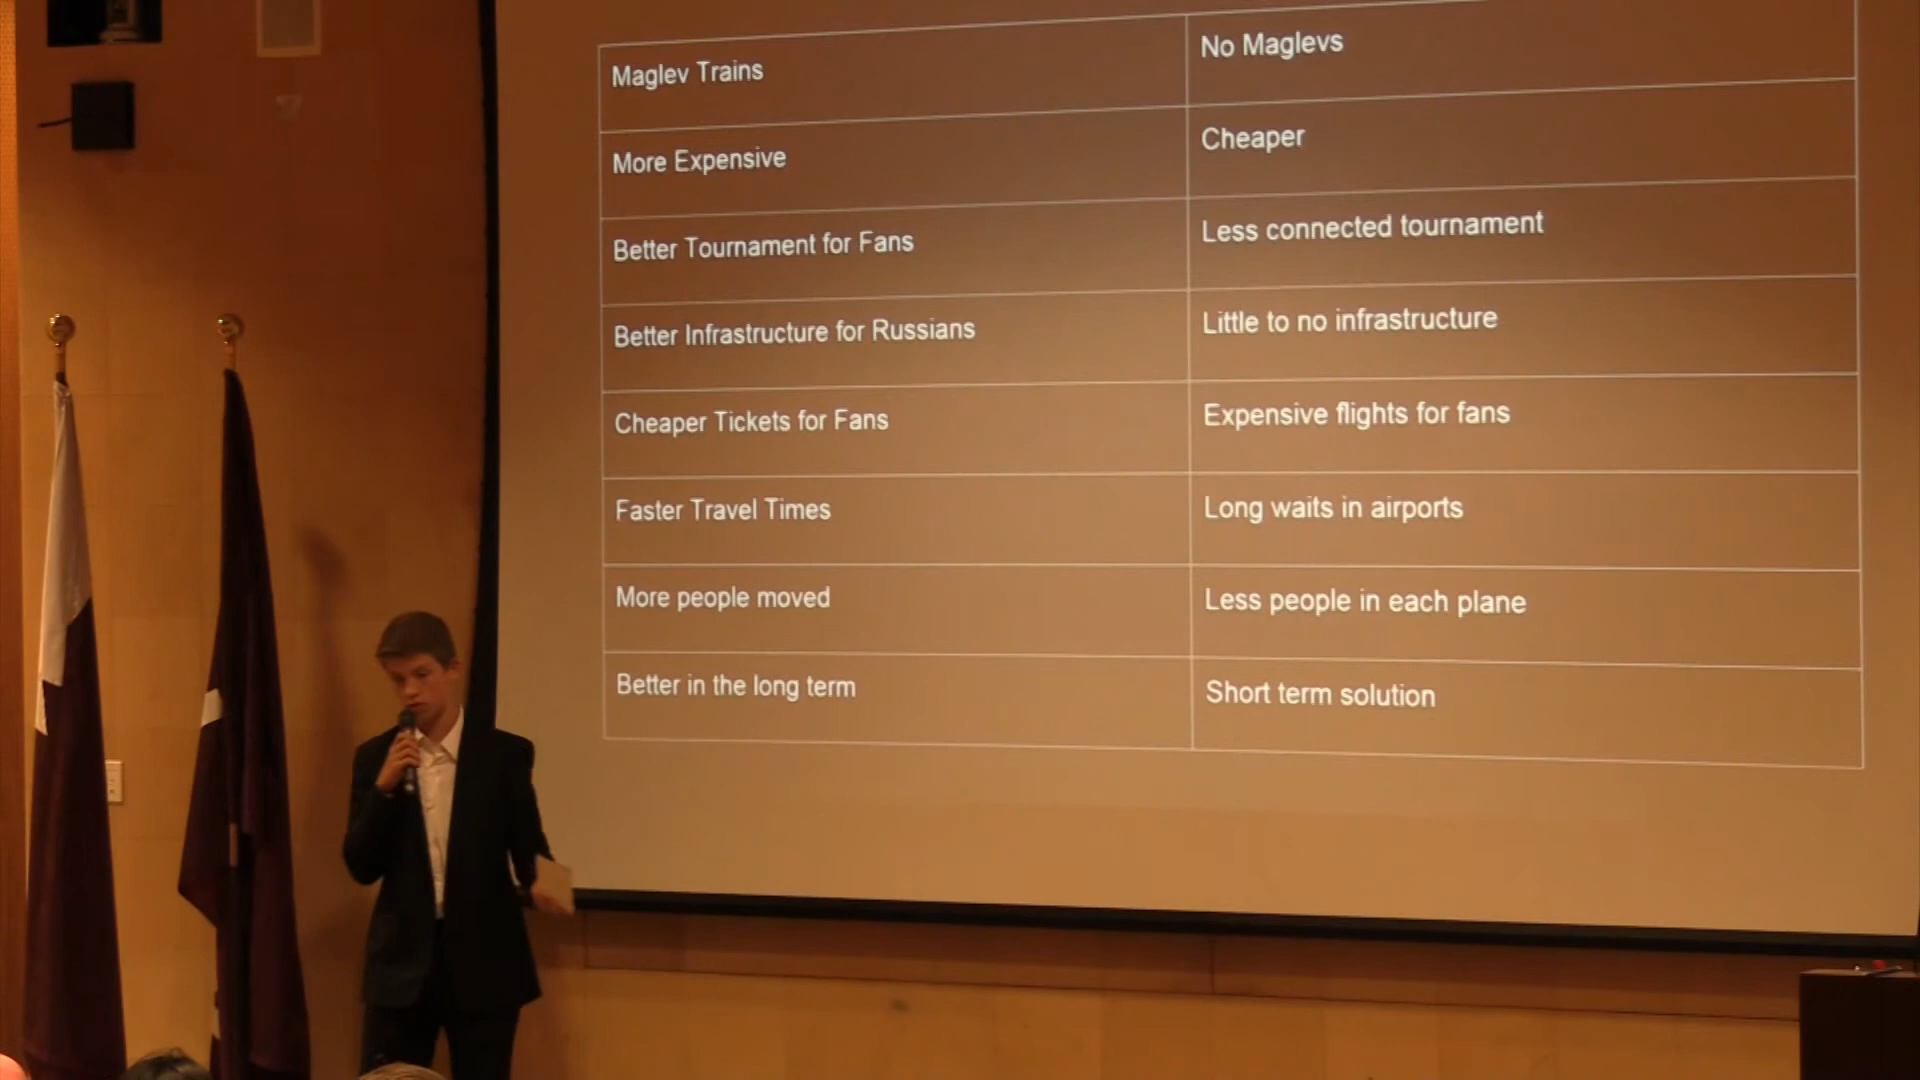 Maglev Trains
No Maglevs
More Expensive
Cheaper
Better Tournament for Fans
Less connected tournament
Better Infrastructure for Russians
Little to no infrastructure
Cheaper Tickets for Fans
Expensive flights for fans
Faster Travel Times
Long waits in airports
More people moved
Less people in each plane
Better in the long term
Short term solution